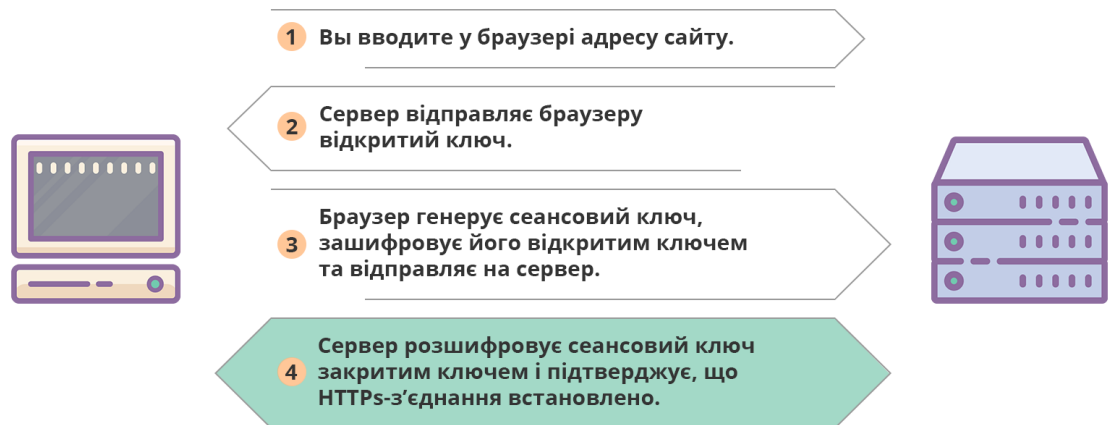 1 Вы вводите у браузері адресу сайту.
2 Сервер відправляє браузеру
відкритий ключ.
3 Браузер генерує сеансовий ключ,
зашифровує його відкритим ключем
та відправляє на сервер.
4 Сервер розшифровує сеансовий ключ
закритим ключем і підтверджує, що
HTTPs-з’єднання встановлено.